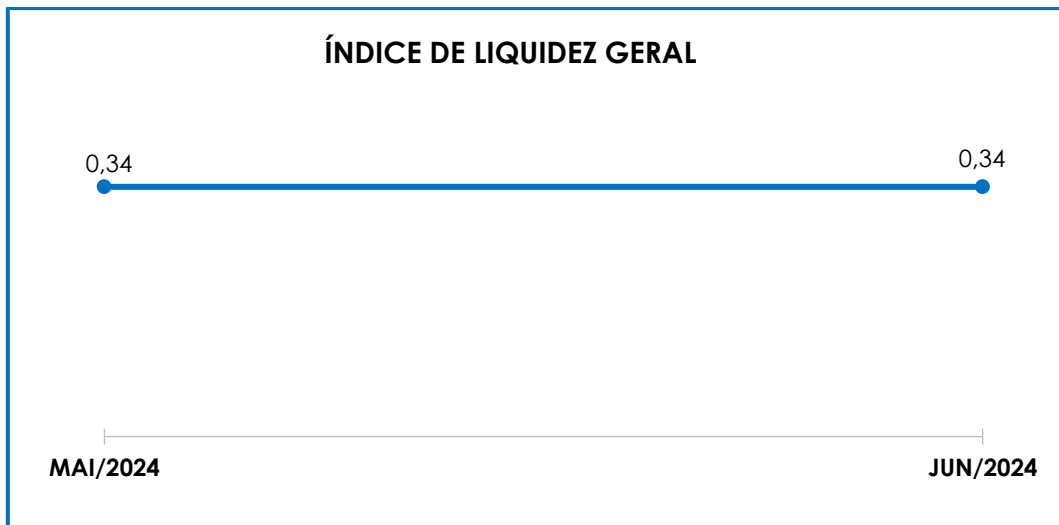 ÍNDICE DE LIQUIDEZ GERAL
0,34
0,34
MAI/2024
JUN/2024